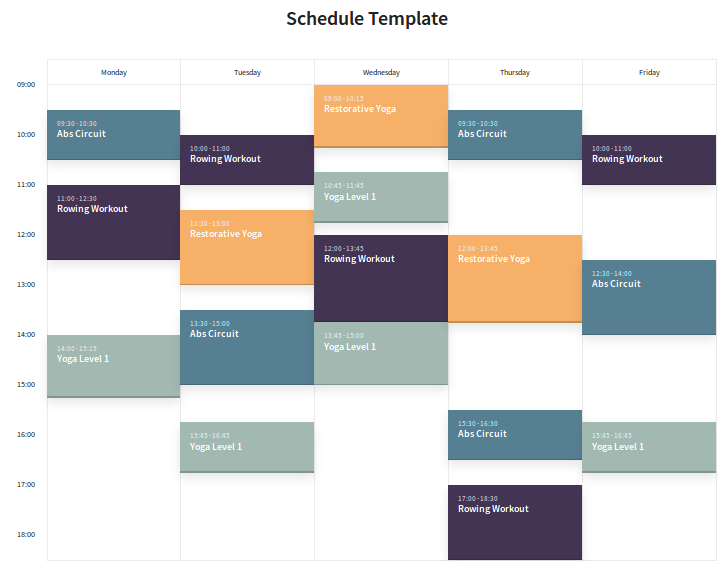 Schedule Template
Monday
Tuesday
Wednesday
Thursday
Friday
09:00
10:00
11:00
12:00
13:00
14:00
15:00
16:00
17:00
18:00
09:30-10:30
Abs Circuit
11:00-12:30
Rowing Workout
14:00-15:15
Yoga Level 1
10:00-11:00
Rowing Workout
11:30-13:00
Restorative Yoga
13:30-15:00
Abs Circuit
15:45-16:45
Yoga Level 1
09:00-10:15
Restorative Yoga
10:45-11:45
Yoga Level 1
12:00-13:45
Rowing Workout
13:45-15:00
Yoga Level 1
09:30-10:30
Abs Circuit
12:00-13:45
Restorative Yoga
15:30-16:30
Abs Circuit
17:00-18:30
Rowing Workout
10:00-11:00
Rowing Workout
12:30-14:00
Abs Circuit
15:45-16:45
Yoga Level 1